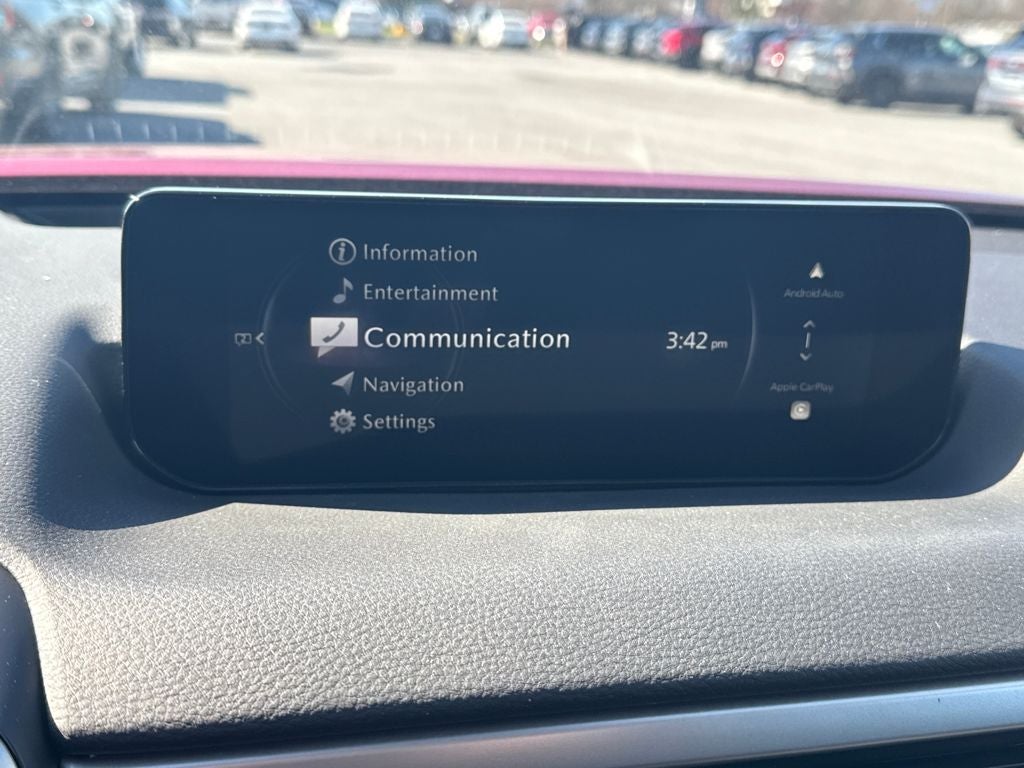 Information
Entertainment
Communication
Navigation
Settings
3:42 pm
Android Auto
Apple CarPlay